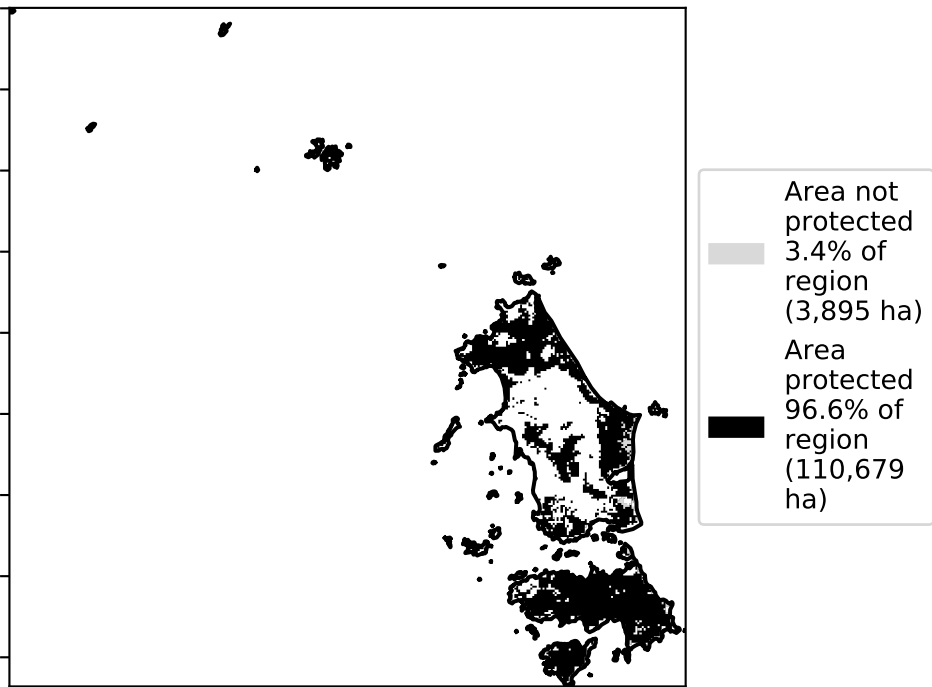 Area not
protected
3.4% of
region
(3,895 ha)
Area
protected
96.6% of
region
(110,679
ha)